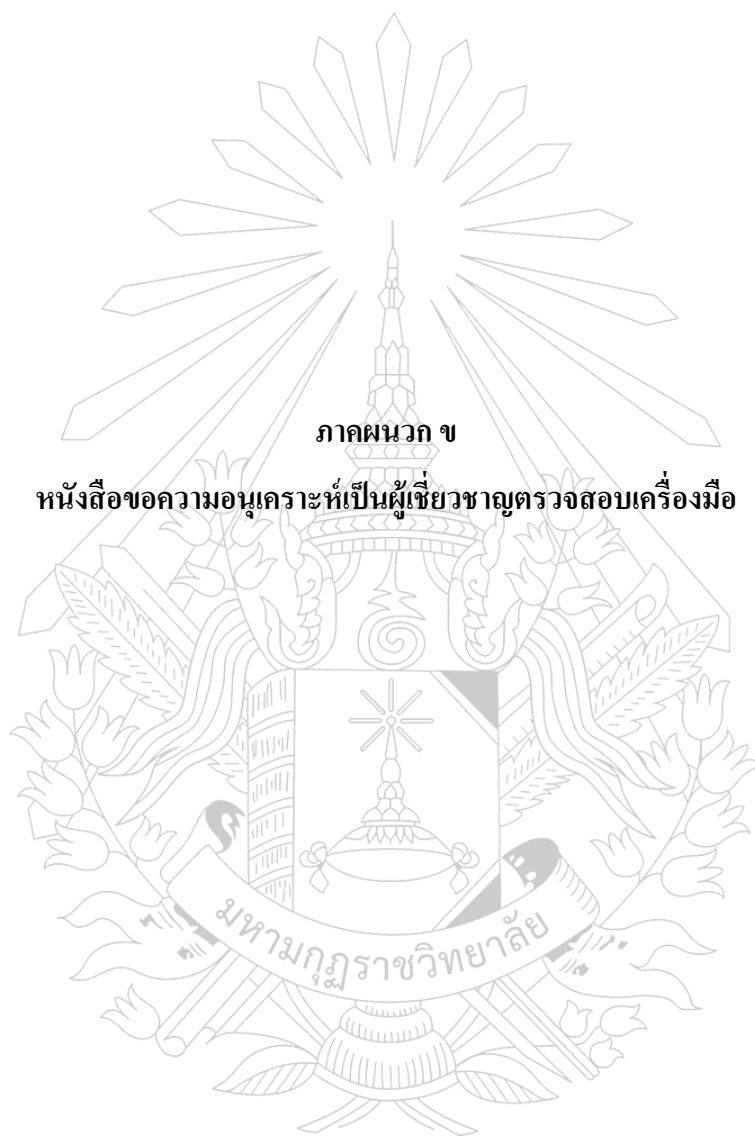 ภาคผนวก ข
หนังสือขอความอนุเคราะห์เป็นผู้เชี่ยวชาญตรวจสอบเครื่องมือ
มหามกุฏราชวิทยาลัย